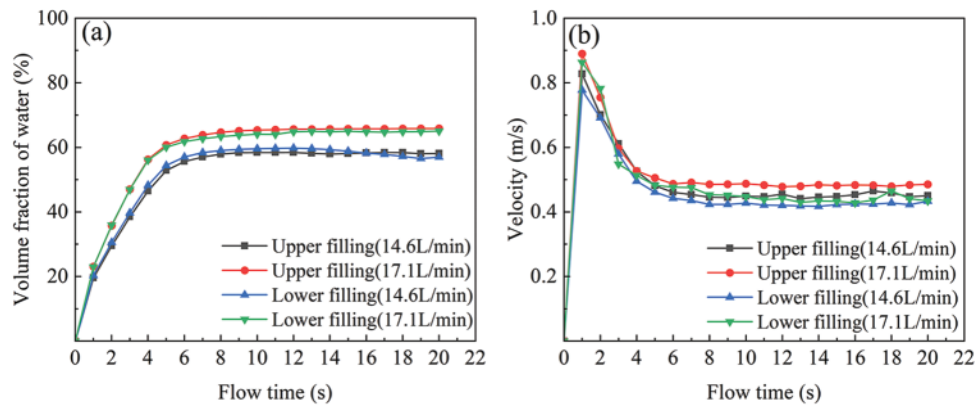 (a)
Volume fraction of water (%)
100
80
60
40
20
0 2 4 6 8 10 12 14 16 18 20 22
Flow time (s)
Upper filling(14.6L/min)
Upper filling(17.1L/min)
Lower filling(14.6L/min)
Lower filling(17.1L/min)
(b)
Velocity (m/s)
1.0
0.8
0.6
0.4
0.2
0 2 4 6 8 10 12 14 16 18 20 22
Flow time (s)
Upper filling(14.6L/min)
Upper filling(17.1L/min)
Lower filling(14.6L/min)
Lower filling(17.1L/min)